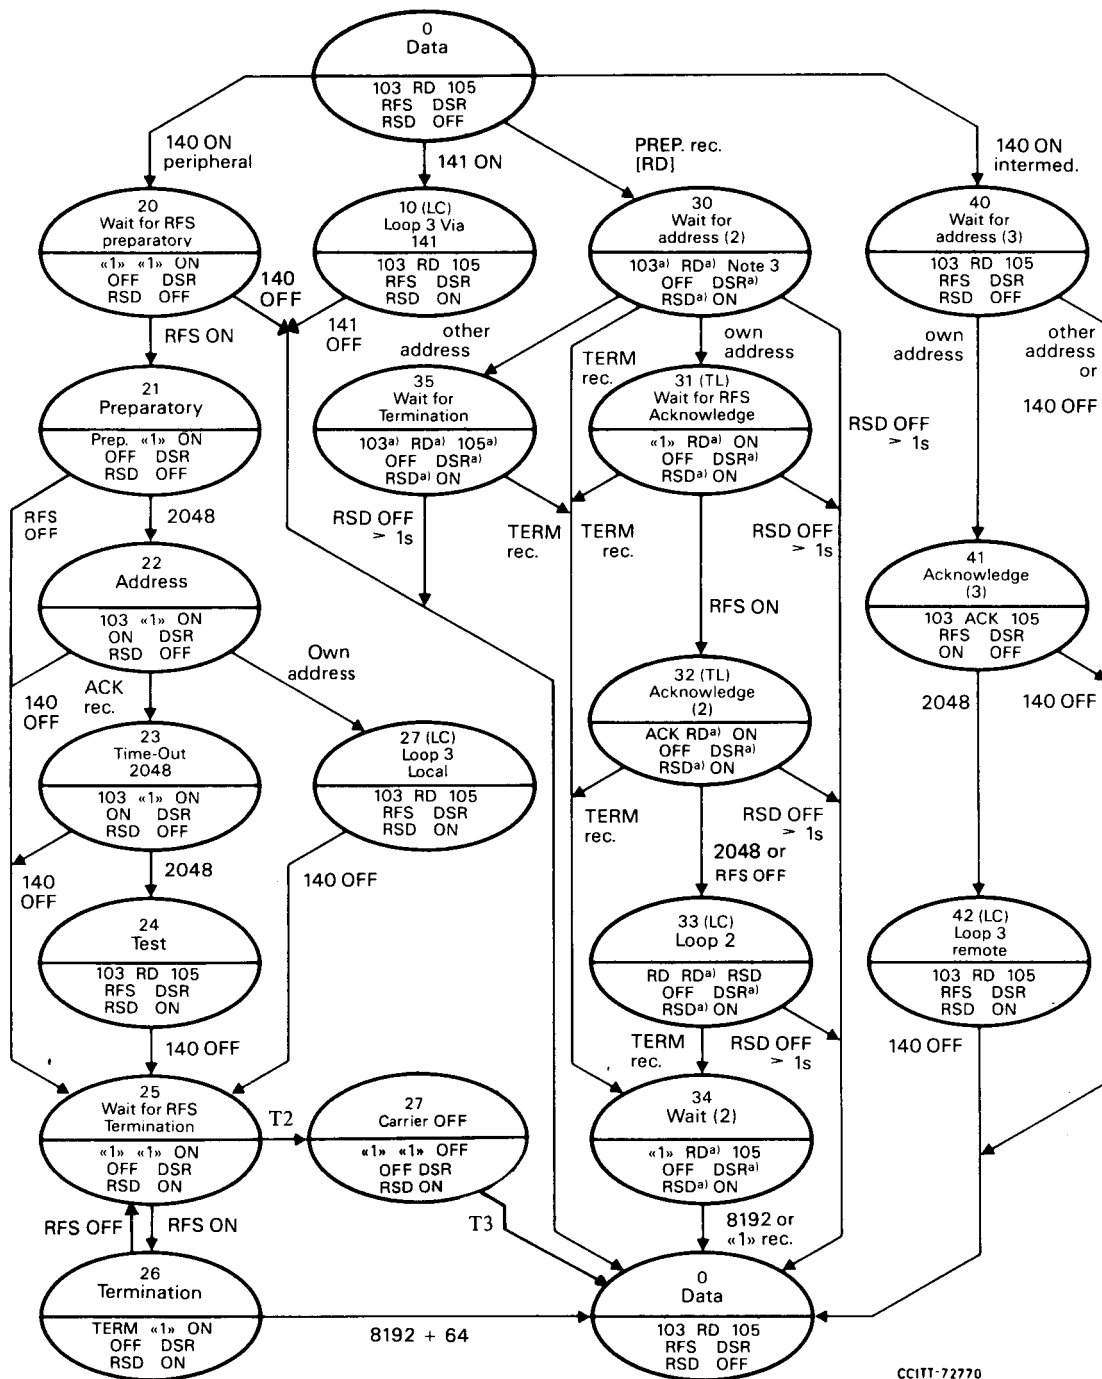 0
Data
103 RD 105
RFS DSR
RSD OFF
140 ON
peripheral
141 ON
PREP. rec.
[RD]
140 ON
intermed.
20
Wait for RFS
preparatory
«1» «1» ON
OFF DSR
RSD OFF
10 (LC)
Loop 3 Via
141
103 RD 105
RFS DSR
RSD ON
30
Wait for
address (2)
103a) RDa) Note 3
OFF DSRa)
RSDa) ON
40
Wait for
address (3)
103 RD 105
RFS DSR
RSD OFF
140
OFF
RFS ON
141
OFF
other
address
TERM
rec.
own
address
own
address
other
address
or
140 OFF
21
Preparatory
Prep. «1» ON
OFF DSR
RSD OFF
35
Wait for
Termination
103a) RDa) 105a)
OFF DSRa)
RSDa) ON
31 (TL)
Wait for RFS
Acknowledge
«1» RDa) ON
OFF DSRa)
RSDa) ON
RSD OFF
> 1s
RFS
OFF
2048
RSD OFF
> 1s
TERM
rec.
TERM
rec.
RSD OFF
> 1s
22
Address
103 «1» ON
ON DSR
RSD OFF
RFS ON
41
Acknowledge
(3)
103 ACK 105
RFS DSR
ON OFF
140
OFF
ACK
rec.
Own
address
32 (TL)
Acknowledge
(2)
ACK RDa) ON
OFF DSRa)
RSDa) ON
2048
140 OFF
23
Time-Out
2048
103 «1» ON
ON DSR
RSD OFF
27 (LC)
Loop 3
Local
103 RD 105
RFS DSR
RSD ON
TERM
rec.
RSD OFF
> 1s
2048 or
RFS OFF
140
OFF
2048
140 OFF
24
Test
103 RD 105
RFS DSR
RSD ON
33 (LC)
Loop 2
RD RDa) RSD
OFF DSRa)
RSDa) ON
42 (LC)
Loop 3
remote
103 RD 105
RFS DSR
RSD ON
140 OFF
TERM
rec.
RSD OFF
> 1s
140 OFF
25
Wait for RFS
Termination
«1» «1» ON
OFF DSR
RSD ON
T2
27
Carrier OFF
«1» «1» OFF
OFF DSR
RSD ON
34
Wait (2)
«1» RDa) 105
OFF DSRa)
RSDa) ON
RFS OFF
RFS ON
T3
8192 or
«1» rec.
26
Termination
TERM «1» ON
OFF DSR
RSD ON
8192 + 64
0
Data
103 RD 105
RFS DSR
RSD OFF
CCITT-72770